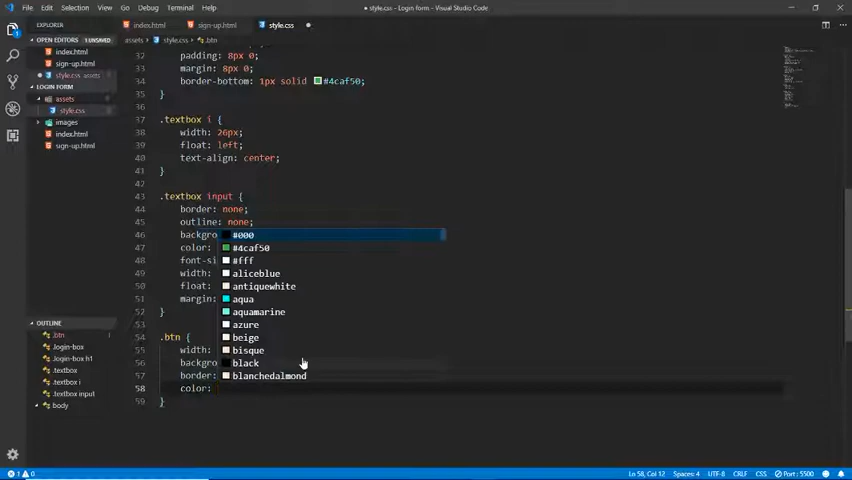 File Edit Selection View Go Debug Terminal Help
● style.css - Login form - Visual Studio Code
EXPLORER
index.html
sign-up.html
style.css ●
OPEN EDITORS 1 UNSAVED
assets > style.css > .btn
index.html
sign-up.html
● style.css assets
LOGIN FORM
assets
style.css
images
index.html
sign-up.html
32 padding: 8px 0;
33 margin: 8px 0;
34 border-bottom: 1px solid #4caf50;
35 }
36
37 .textbox i {
38 width: 26px;
39 float: left;
40 text-align: center;
41 }
42
43 .textbox input {
44 border: none;
45 outline: none;
46 backgro
47 color:
48 font-si
49 width:
50 float:
51 margin:
52 }
53
54 .btn {
55 width:
56 backgro
57 border:
58 color:
59 }
#000
#4caf50
#fff
aliceblue
antiquewhite
aqua
aquamarine
azure
beige
bisque
black
blanchedalmond
OUTLINE
.btn
.login-box
.login-box h1
.textbox
.textbox i
.textbox input
body
1 0
Ln 58, Col 12 Spaces: 4 UTF-8 CRLF CSS Port : 5500